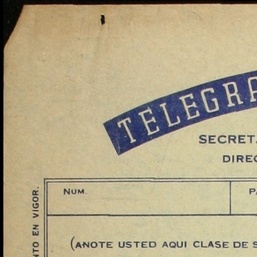 TELEGRA
SECRET
DIREC
NUM.
P
(ANOTE USTED AQUI CLASE DE S
NTO EN VIGOR.